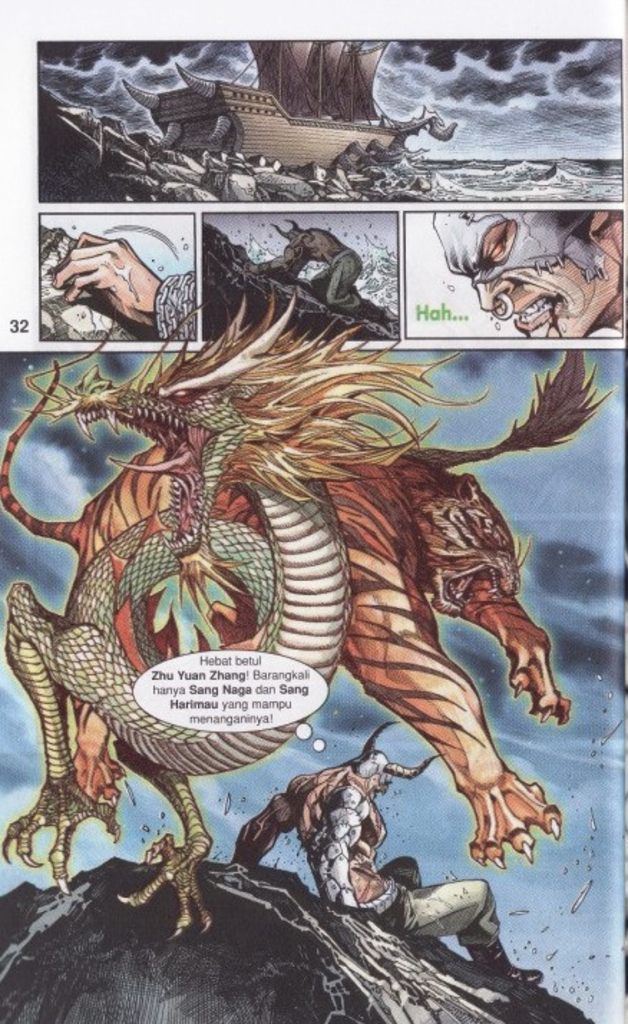 32
Hah...
Hebat betul
Zhu Yuan Zhang! Barangkali
hanya Sang Naga dan Sang
Harimau yang mampu
menanganinya!